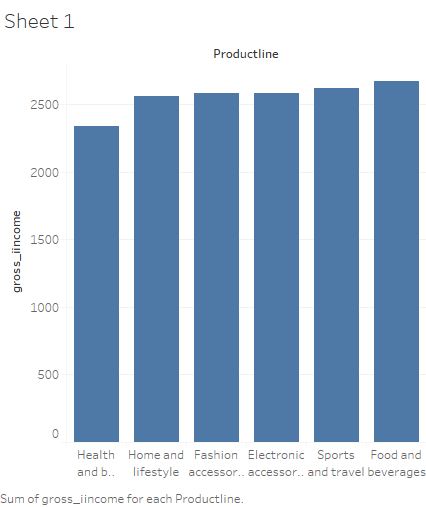 Sheet 1
Productline
gross_iincome
2500
2000
1500
1000
500
0
Health and b..
Home and lifestyle
Fashion accessor..
Electronic accessor..
Sports and travel
Food and beverages
Sum of gross_iincome for each Productline.